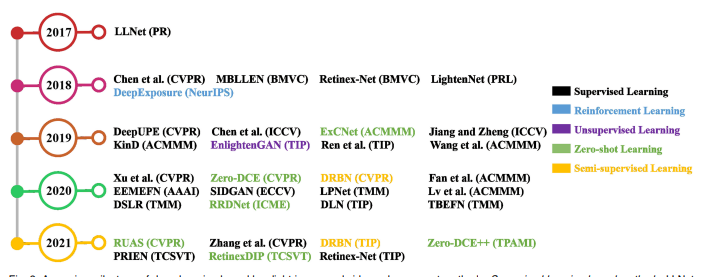 2017
LLNet (PR)
2018
Chen et al. (CVPR) MBLLEN (BMVC) Retinex-Net (BMVC) LightenNet (PRL)
DeepExposure (NeurIPS)
2019
DeepUPE (CVPR) Chen et al. (ICCV) ExCNet (ACMMM) Jiang and Zheng (ICCV)
KinD (ACMMM) EnlightenGAN (TIP) Ren et al. (TIP) Wang et al. (ACMMM)
2020
Xu et al. (CVPR) Zero-DCE (CVPR) DRBN (CVPR) Fan et al. (ACMMM)
EEMEFN (AAAI) SIDGAN (ECCV) LPNet (TMM) Lv et al. (ACMMM)
DSLR (TMM) RRDNet (ICME) DLN (TIP) TBEFN (TMM)
2021
RUAS (CVPR) Zhang et al. (CVPR) DRBN (TIP) Zero-DCE++ (TPAMI)
PRIEN (TCSVT) RetinexDIP (TCSVT) Retinex-Net (TIP)
Supervised Learning
Reinforcement Learning
Unsupervised Learning
Zero-shot Learning
Semi-supervised Learning